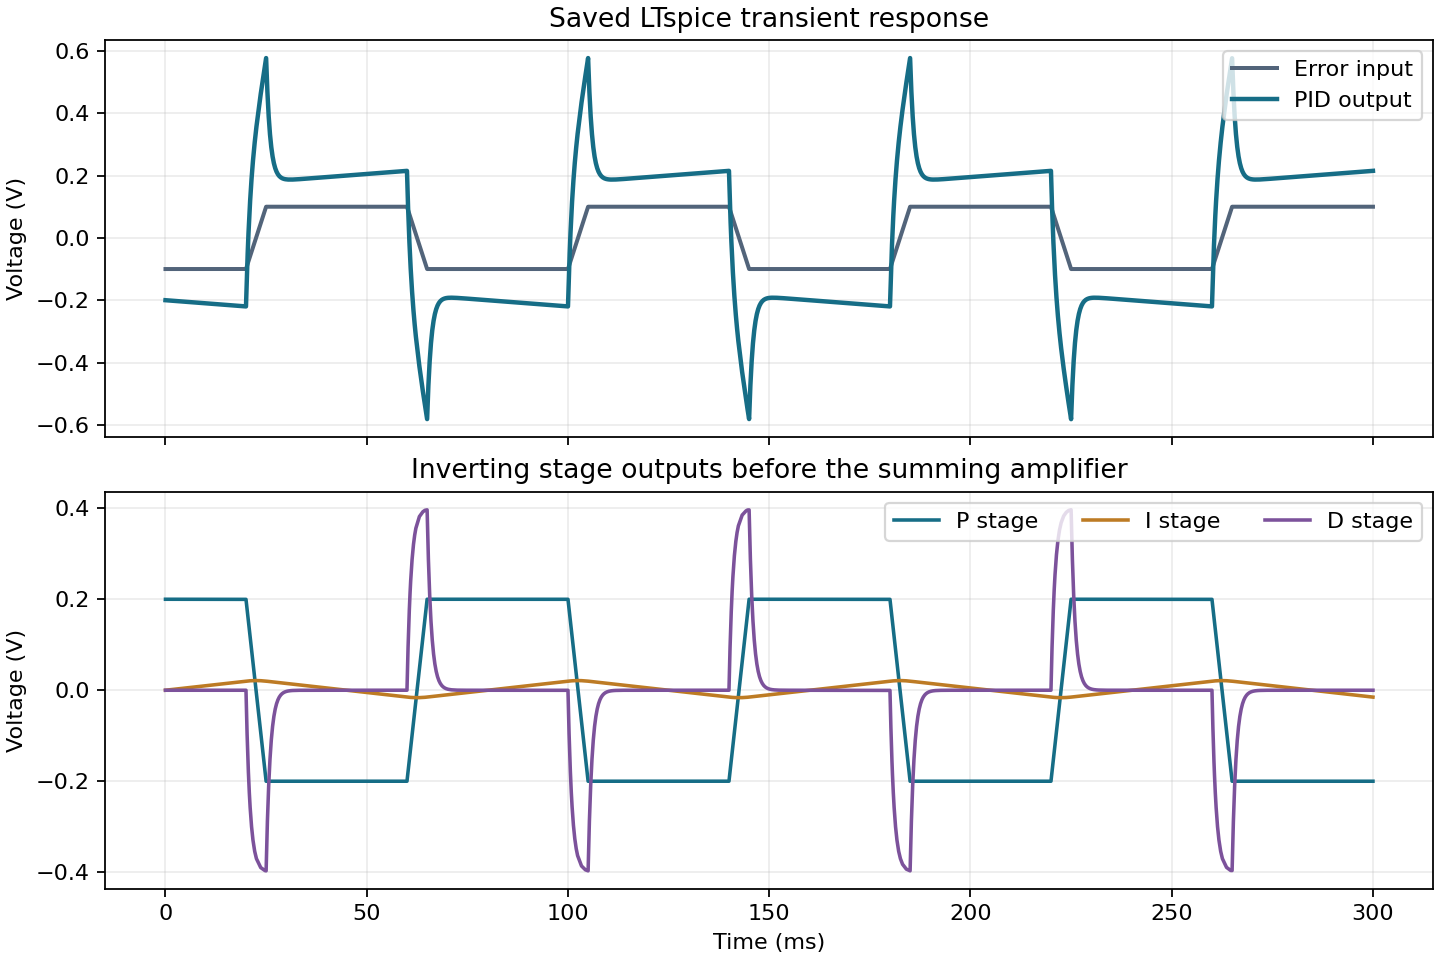 Saved LTspice transient response
0.6
0.4
0.2
0.0
−0.2
−0.4
−0.6
Voltage (V)
Error input
PID output
Inverting stage outputs before the summing amplifier
0.4
0.2
0.0
−0.2
−0.4
Voltage (V)
P stage I stage D stage
0 50 100 150 200 250 300
Time (ms)